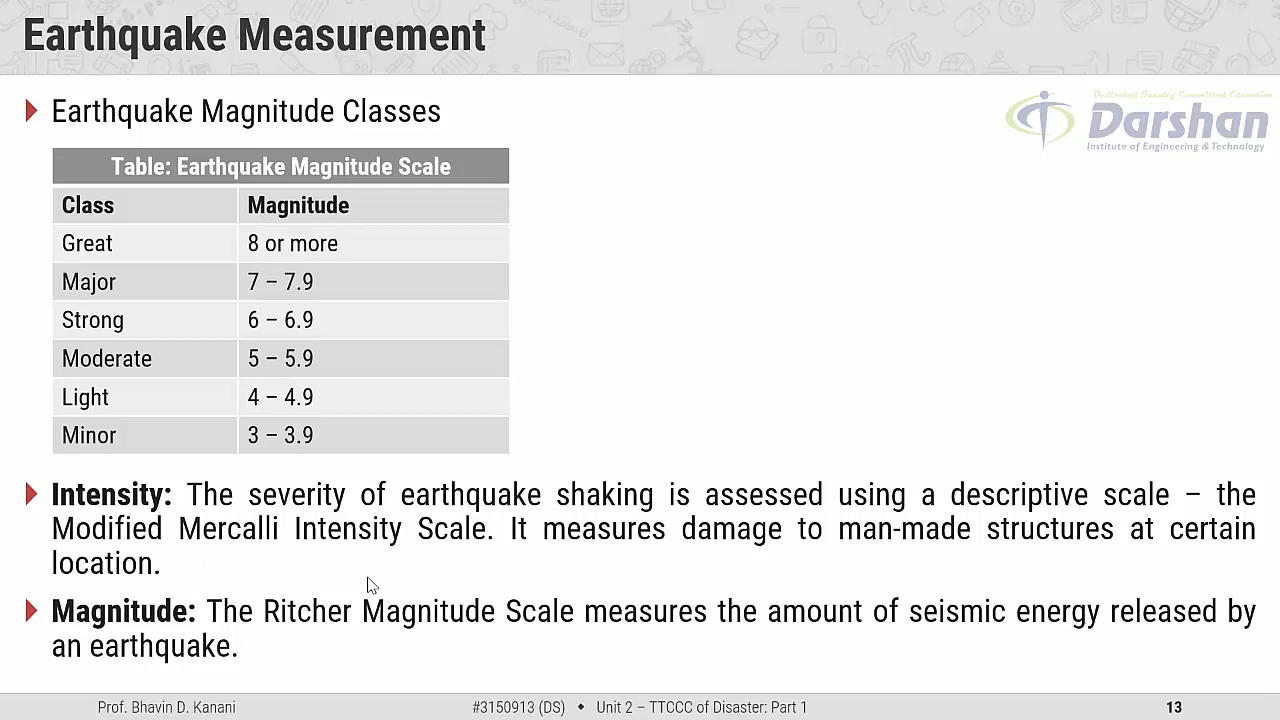 Earthquake Measurement
Earthquake Magnitude Classes
Dedicated Faculty Committed Education
Darshan
Institute of Engineering & Technology
Table: Earthquake Magnitude Scale
Class Magnitude
Great 8 or more
Major 7 – 7.9
Strong 6 – 6.9
Moderate 5 – 5.9
Light 4 – 4.9
Minor 3 – 3.9
Intensity: The severity of earthquake shaking is assessed using a descriptive scale – the
Modified Mercalli Intensity Scale. It measures damage to man-made structures at certain
location.
Magnitude: The Ritcher Magnitude Scale measures the amount of seismic energy released by
an earthquake.
Prof. Bhavin D. Kanani #3150913 (DS) ◆ Unit 2 – TTCCC of Disaster: Part 1 13